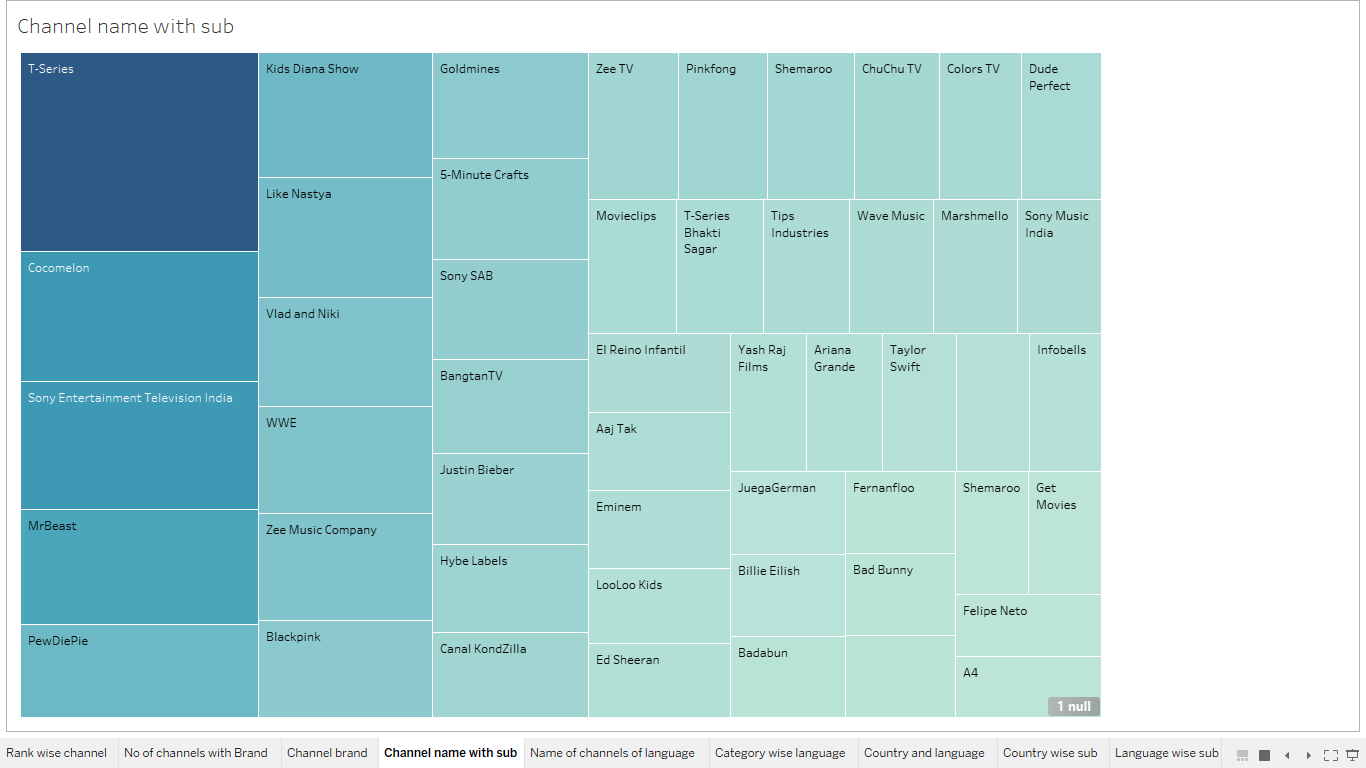 Channel name with sub
T-Series
Cocomelon
Sony Entertainment Television India
MrBeast
PewDiePie
Kids Diana Show
Like Nastya
Vlad and Niki
WWE
Zee Music Company
Blackpink
Goldmines
5-Minute Crafts
Sony SAB
BangtanTV
Justin Bieber
Hybe Labels
Canal KondZilla
Zee TV
Pinkfong
Shemaroo
ChuChu TV
Colors TV
Dude
Perfect
Movieclips
T-Series
Bhakti
Sagar
Tips
Industries
Wave Music
Marshmello
Sony Music
India
El Reino Infantil
Aaj Tak
Eminem
LooLoo Kids
Ed Sheeran
Yash Raj
Films
Ariana
Grande
Taylor
Swift
Infobells
JuegaGerman
Billie Eilish
Badabun
Fernanfloo
Bad Bunny
Shemaroo
Get
Movies
Felipe Neto
A4
1 null
Rank wise channel
No of channels with Brand
Channel brand
Channel name with sub
Name of channels of language
Category wise language
Country and language
Country wise sub
Language wise sub